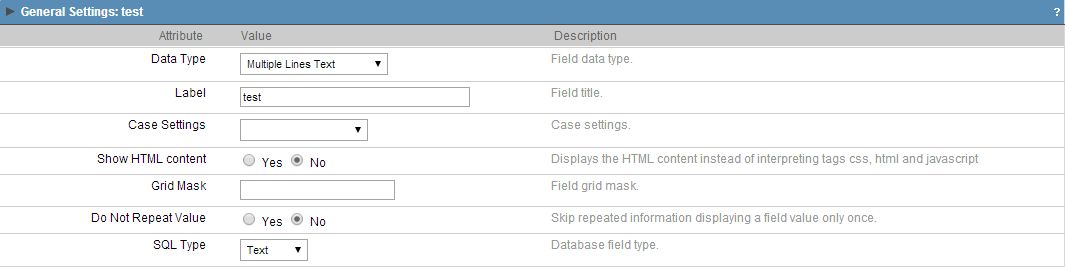 General Settings: test ?
Attribute Value Description
Data Type Multiple Lines Text Field data type.
Label test Field title.
Case Settings Case settings.
Show HTML content Yes No Displays the HTML content instead of interpreting tags css, html and javascript
Grid Mask Field grid mask.
Do Not Repeat Value Yes No Skip repeated information displaying a field value only once.
SQL Type Text Database field type.